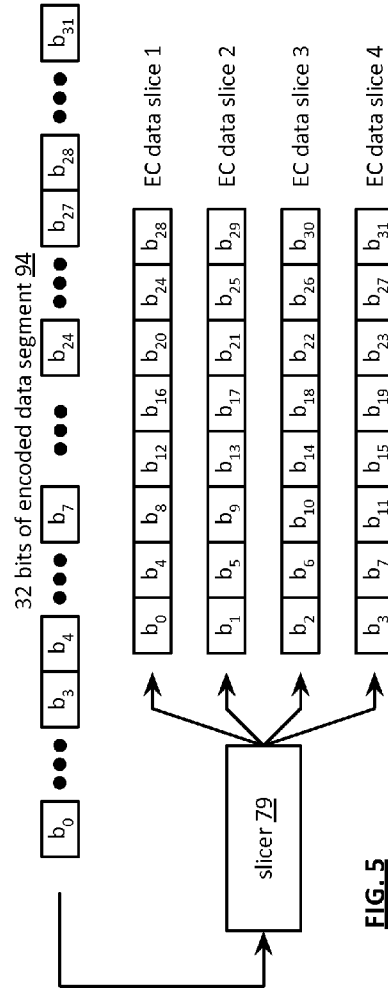 32 bits of encoded data segment 94
b0 ●●● b3 b4 ●●● b7 ●●● b24 ●●● b27 b28 ●●● b31
b0 b4 b8 b12 b16 b20 b24 b28 EC data slice 1
b1 b5 b9 b13 b17 b21 b25 b29 EC data slice 2
b2 b6 b10 b14 b18 b22 b26 b30 EC data slice 3
b3 b7 b11 b15 b19 b23 b27 b31 EC data slice 4
slicer 79
FIG. 5